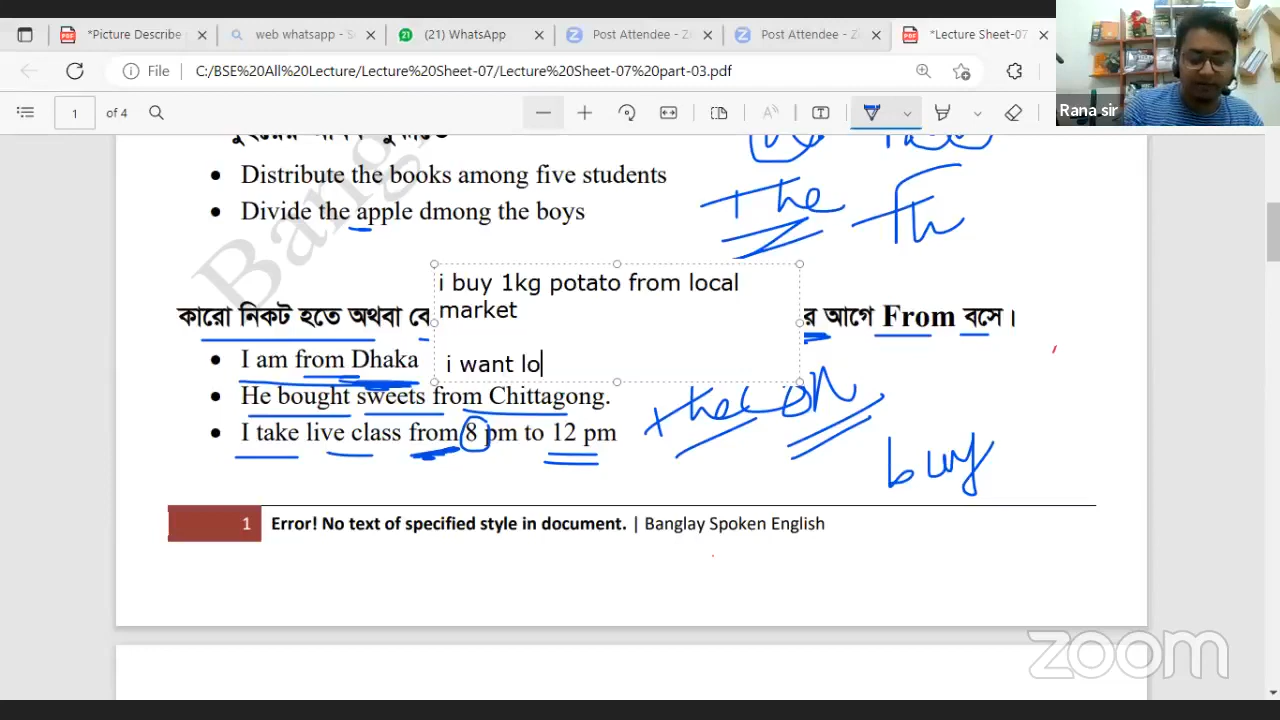 *Picture Describe
web whatsapp - S
21
(21) WhatsApp
Post Attendee - Z
Post Attendee - Z
*Lecture Sheet-07
File
C:/BSE%20All%20Lecture/Lecture%20Sheet-07/Lecture%20Sheet-07%20part-03.pdf
Rana sir
1 of 4
Distribute the books among five students
Divide the apple dmong the boys
The Th
i buy 1kg potato from local
market
i want lo
কারো নিকট হতে অথবা আগে From বসে।
I am from Dhaka
He bought sweets from Chittagong.
I take live class from 8 pm to 12 pm
buy
1 Error! No text of specified style in document. | Banglay Spoken English
zoom